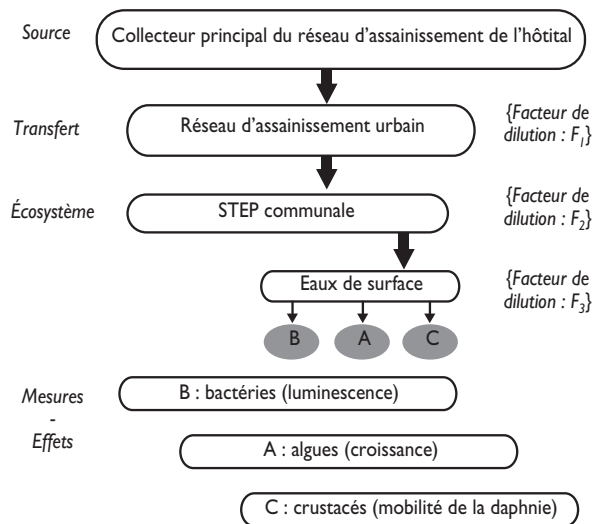 Source
Collecteur principal du réseau d'assainissement de l'hôtital
Transfert
Réseau d'assainissement urbain
{Facteur de
dilution : F1}
Écosystème
STEP communale
{Facteur de
dilution : F2}
Eaux de surface
{Facteur de
dilution : F3}
B
A
C
Mesures
-
Effets
B : bactéries (luminescence)
A : algues (croissance)
C : crustacés (mobilité de la daphnie)